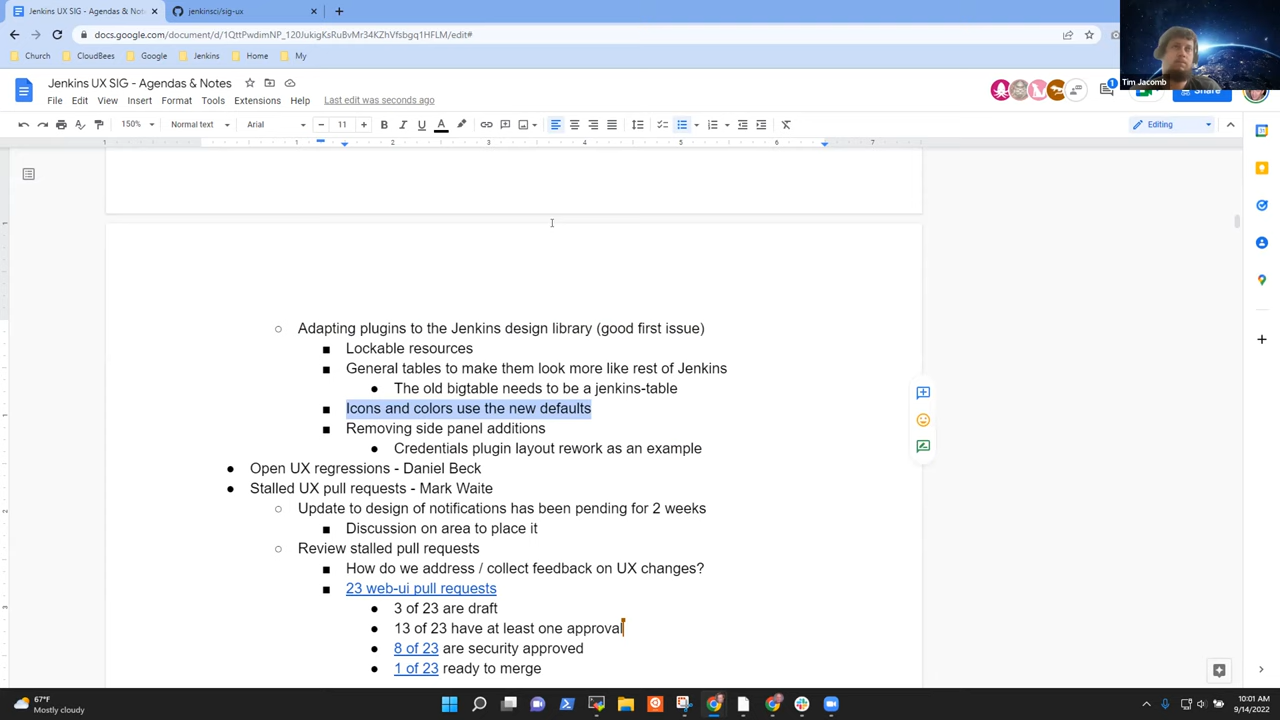 Jenkins UX SIG - Agendas & Note
jenkinsci/sig-ux
docs.google.com/document/d/1QttPwdimNP_120JukigKsRuBvMr34KZhVfsbgq1HFLM/edit#
Church
CloudBees
Google
Jenkins
Home
My
Tim Jacomb
Jenkins UX SIG - Agendas & Notes
File Edit View Insert Format Tools Extensions Help Last edit was seconds ago
1
Share
150%
Normal text
Arial
11
Editing
1 2 3 4 5 6 7
Adapting plugins to the Jenkins design library (good first issue)
Lockable resources
General tables to make them look more like rest of Jenkins
The old bigtable needs to be a jenkins-table
Icons and colors use the new defaults
Removing side panel additions
Credentials plugin layout rework as an example
Open UX regressions - Daniel Beck
Stalled UX pull requests - Mark Waite
Update to design of notifications has been pending for 2 weeks
Discussion on area to place it
Review stalled pull requests
How do we address / collect feedback on UX changes?
23 web-ui pull requests
3 of 23 are draft
13 of 23 have at least one approval
8 of 23 are security approved
1 of 23 ready to merge
67°F
Mostly cloudy
10:01 AM
9/14/2022